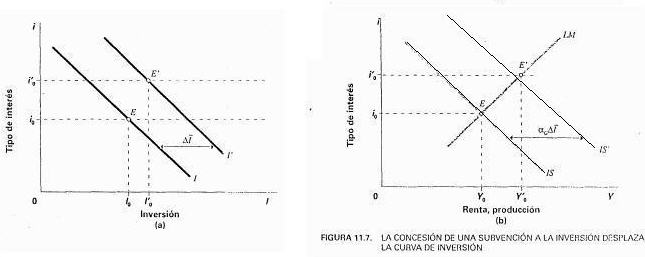 i
Tipo de interés
i'₀
i₀
E'
E
ΔĪ
I'
I
0
I₀
I'₀
I
Inversión
(a)
i
Tipo de interés
i'₀
i₀
LM
E'
E
α_GΔĪ
IS'
IS
0
Y₀
Y'₀
Y
Renta, producción
(b)
FIGURA 11.7. LA CONCESIÓN DE UNA SUBVENCIÓN A LA INVERSIÓN DESPLAZA
LA CURVA DE INVERSIÓN